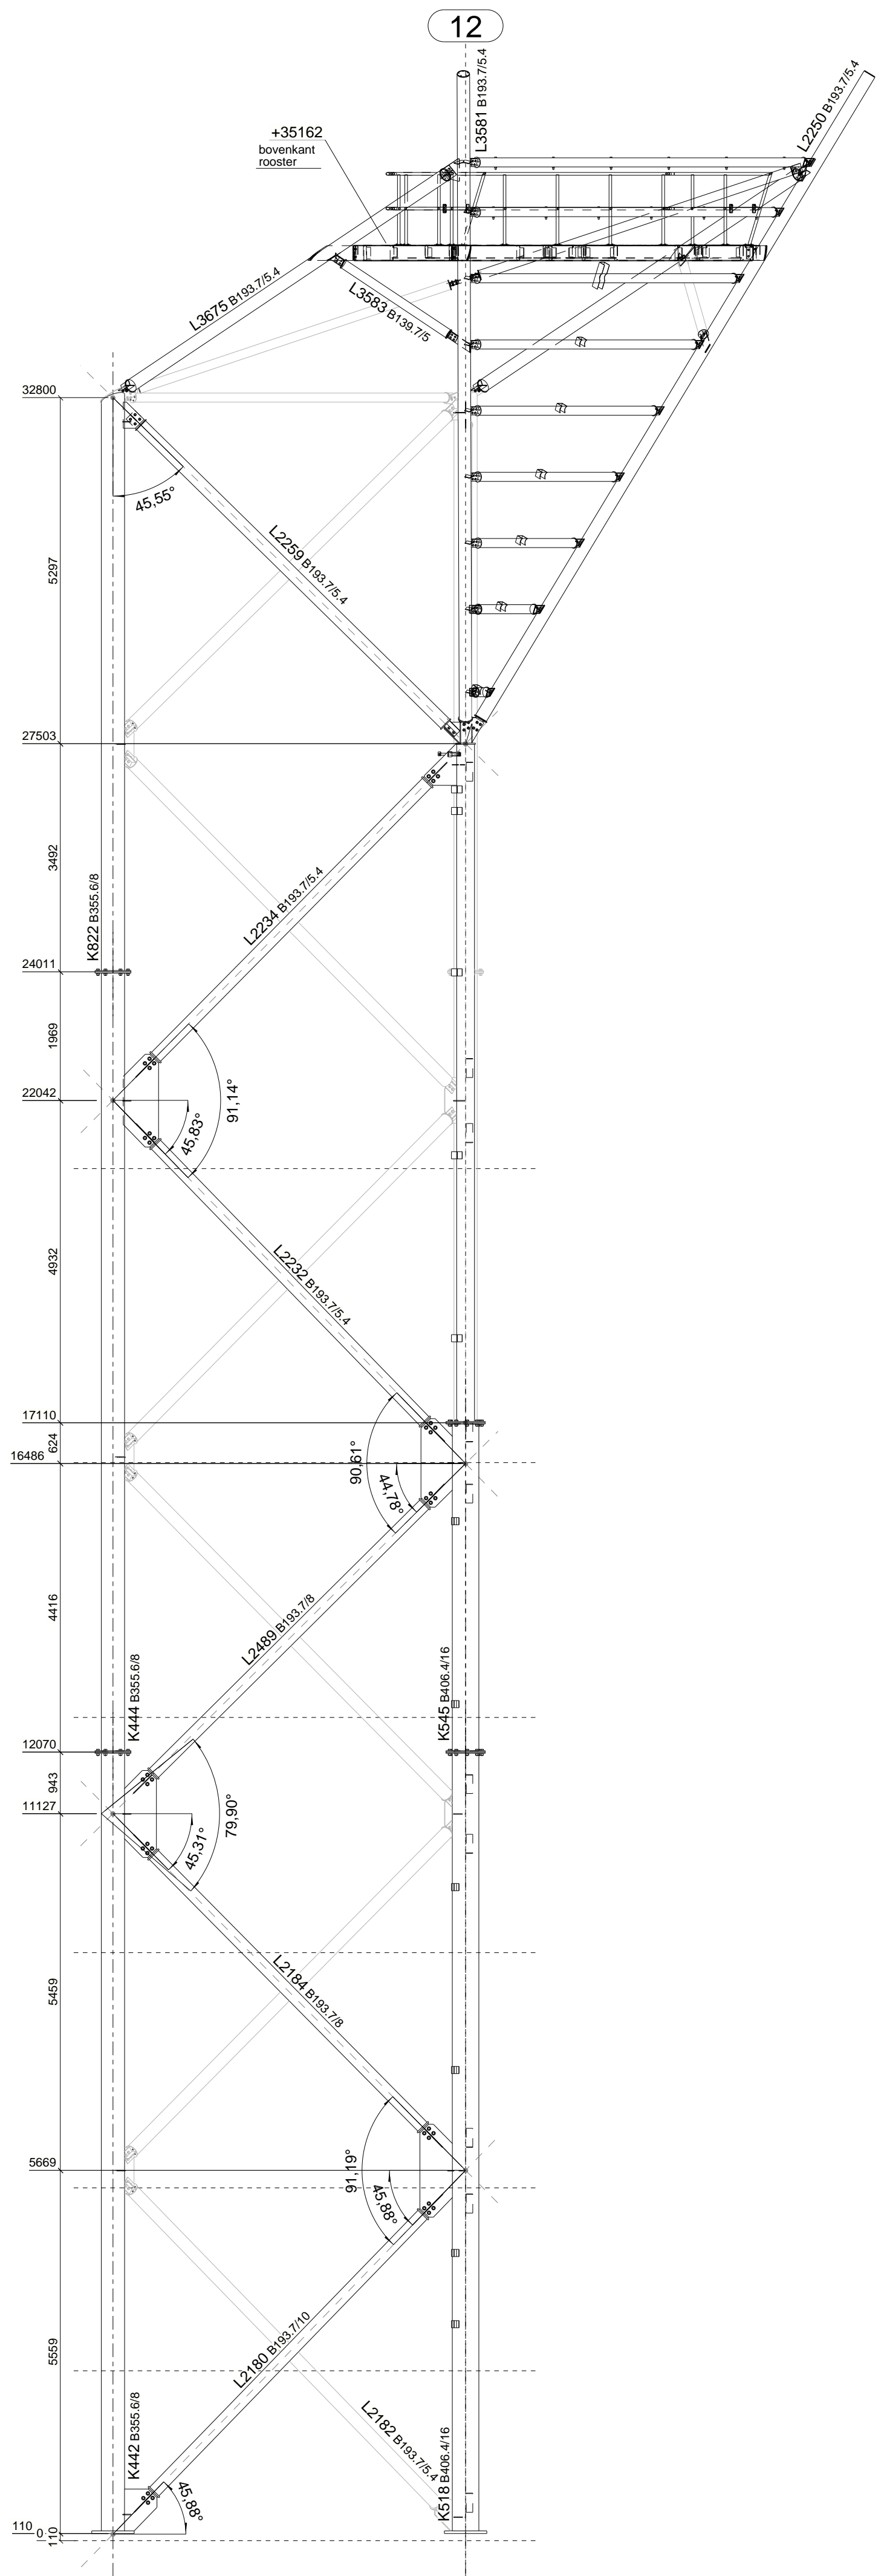 12
L3581 B193.7/5.4
L2250 B193.7/5.4
+35162
bovenkant
rooster
L3675 B193.7/5.4
L3583 B139.7/5
32800
45,55°
5297
L2259 B193.7/5.4
27503
3492
K822 B355.6/8
L2234 B193.7/5.4
24011
1969
22042
91,14°
45,83°
4932
L2232 B193.7/5.4
17110
624
16486
90,61°
44,78°
4416
L2489 B193.7/8
K444 B355.6/8
K545 B406.4/16
12070
943
11127
79,90°
45,31°
5459
L2184 B193.7/8
5669
91,19°
45,88°
5559
L2180 B193.7/10
L2182 B193.7/5.4
K442 B355.6/8
K518 B406.4/16
45,88°
110
0
110